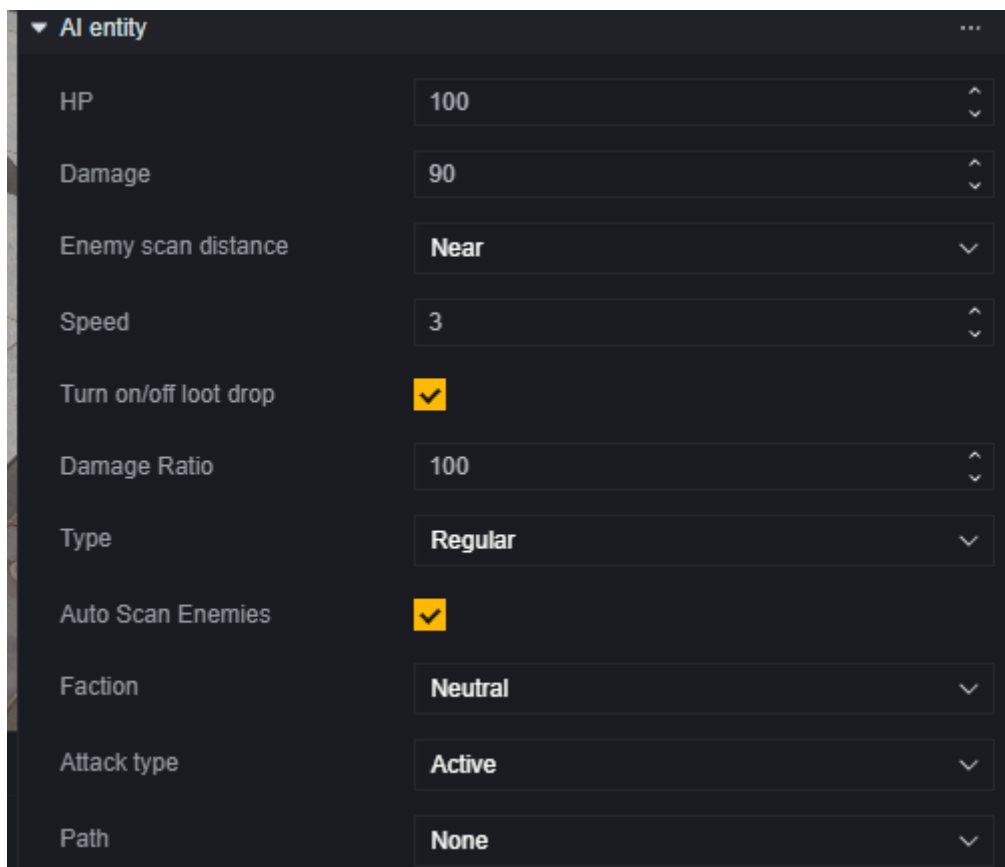 AI entity
HP 100
Damage 90
Enemy scan distance Near
Speed 3
Turn on/off loot drop
Damage Ratio 100
Type Regular
Auto Scan Enemies
Faction Neutral
Attack type Active
Path None